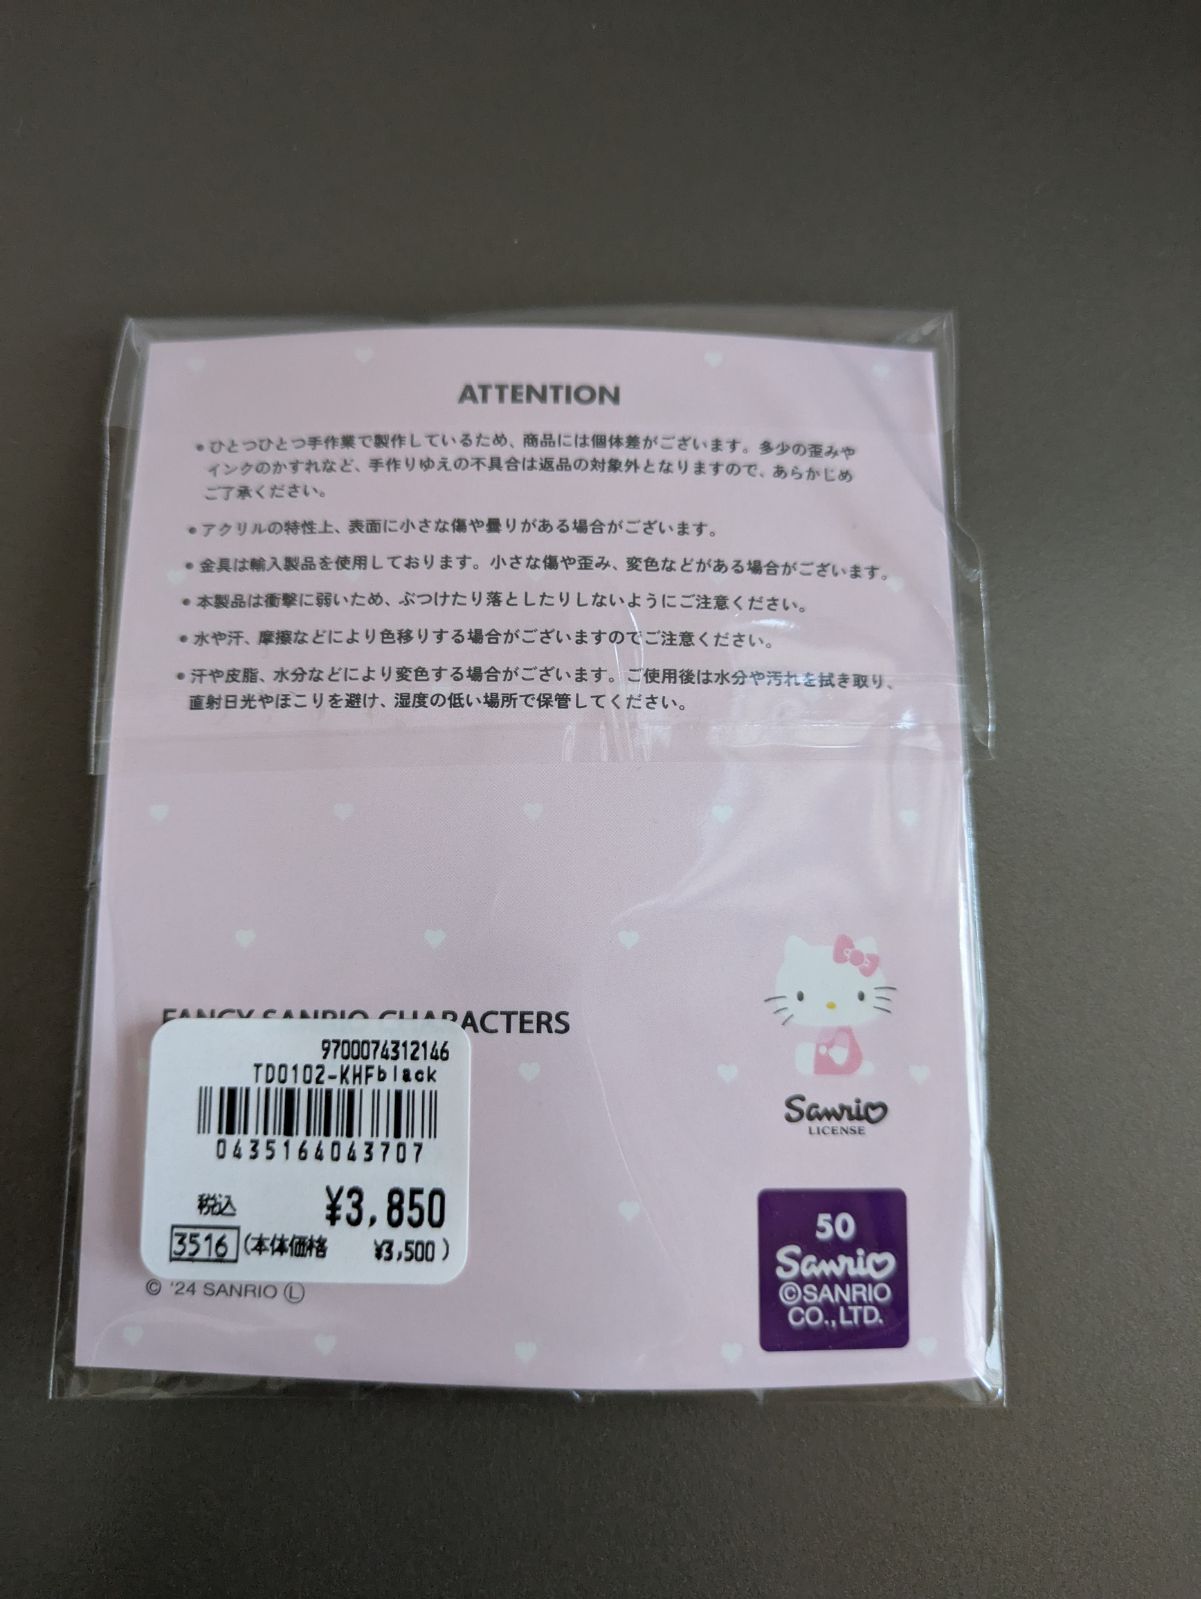 ATTENTION
●ひとつひとつ手作業で製作しているため、商品には個体差がございます。多少の歪みや
インクのかすれなど、手作りゆえの不具合は返品の対象外となりますので、あらかじめ
ご了承ください。
●アクリルの特性上、表面に小さな傷や曇りがある場合がございます。
●金具は輸入製品を使用しております。小さな傷や歪み、変色などがある場合がございます。
●本製品は衝撃に弱いため、ぶつけたり落としたりしないようにご注意ください。
●水や汗、摩擦などにより色移りする場合がございますのでご注意ください。
●汗や皮脂、水分などにより変色する場合がございます。ご使用後は水分や汚れを拭き取り、
直射日光やほこりを避け、湿度の低い場所で保管してください。
FANCY SANRIO CHARACTERS
9700074312146
TD0102-KHFblack
0435164043707
税込 ¥3,850
3516 (本体価格 ¥3,500)
© '24 SANRIO Ⓛ
Sanrio
LICENSE
50
Sanrio
©SANRIO
CO.,LTD.